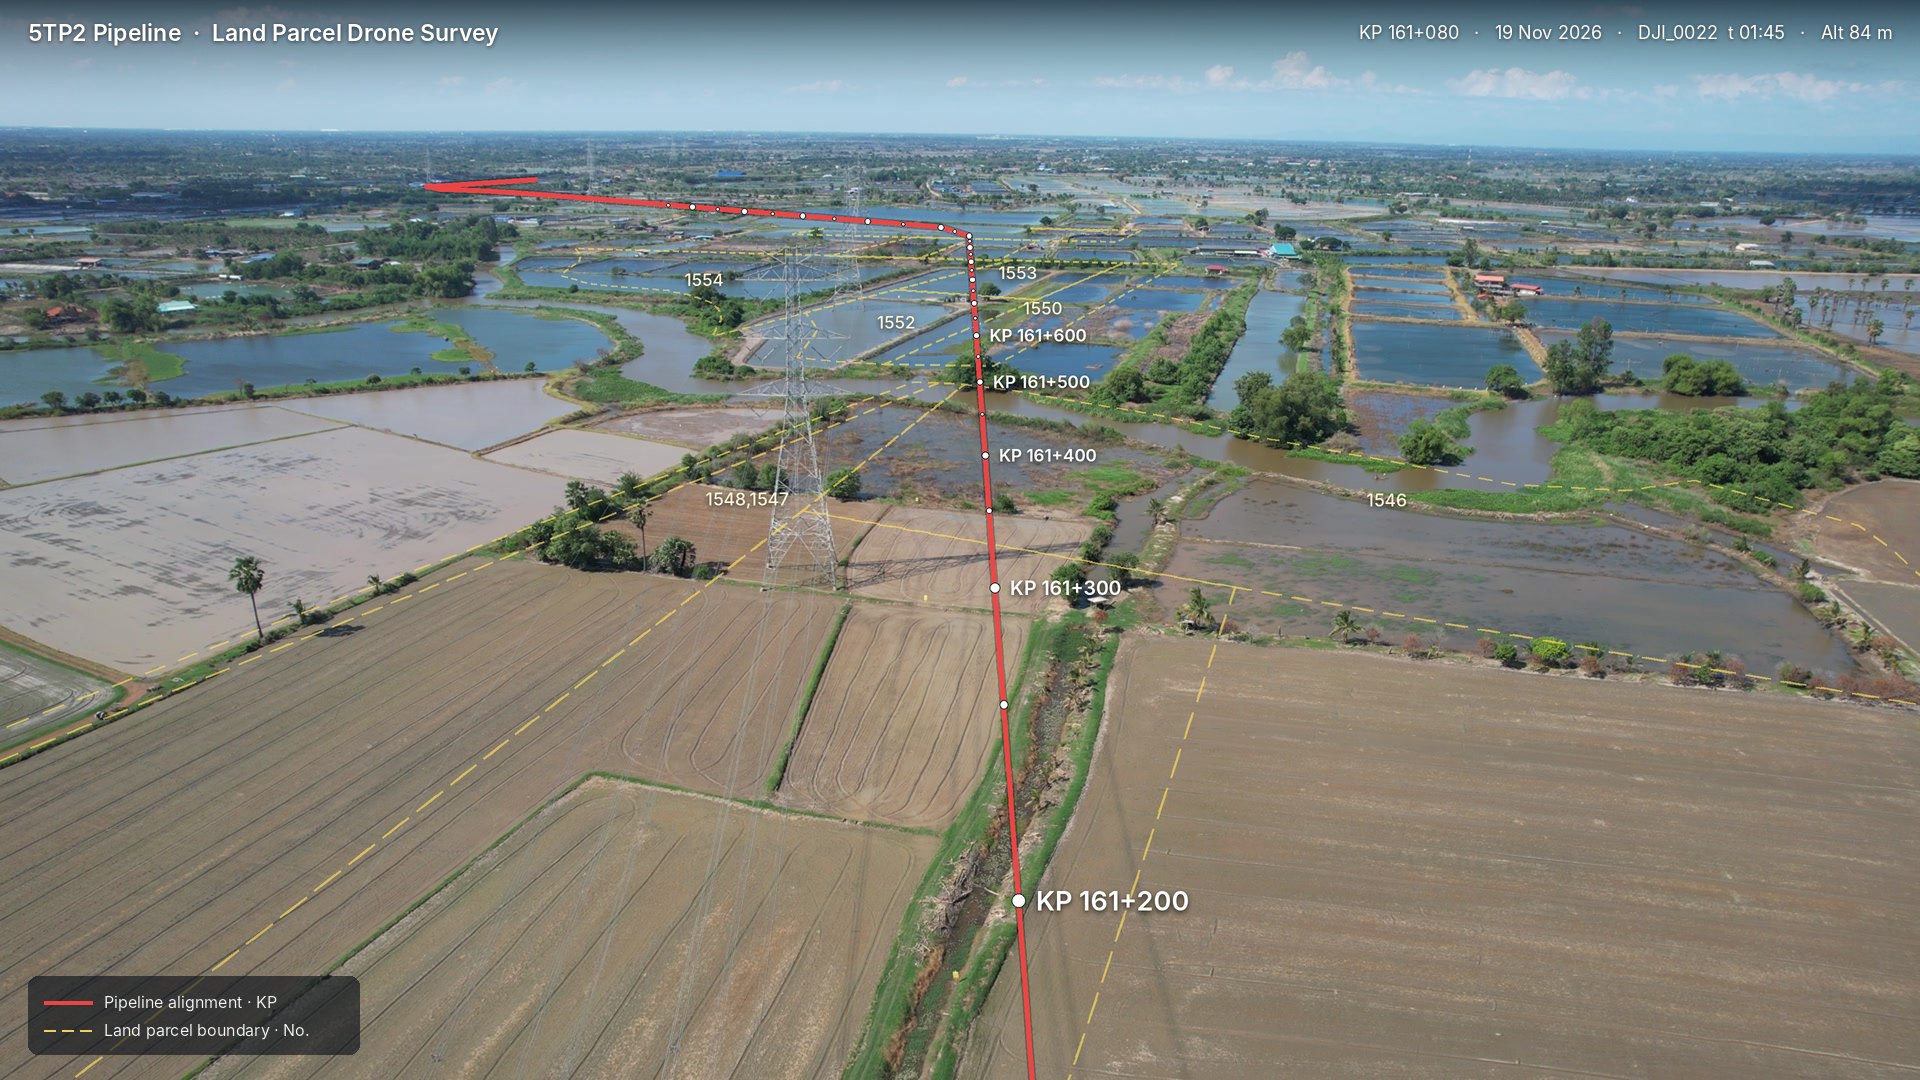 5TP2 Pipeline · Land Parcel Drone Survey
KP 161+080 · 19 Nov 2026 · DJI_0022 t 01:45 · Alt 84 m
1553
1554
1550
1552
KP 161+600
KP 161+500
KP 161+400
1548,1547
1546
KP 161+300
KP 161+200
Pipeline alignment · KP
Land parcel boundary · No.